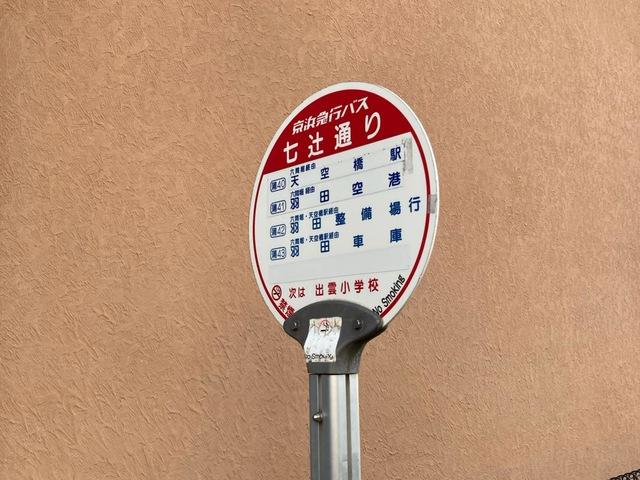 京浜急行バス
七辻通り
六間堀経由
蒲40 天空橋駅
六間堀経由
蒲41 羽田空港
六間堀・天空橋駅経由
蒲42 羽田整備場 行
六間堀・天空橋駅経由
蒲43 羽田車庫
次は 出雲小学校
禁煙
No Smoking
No Smoking